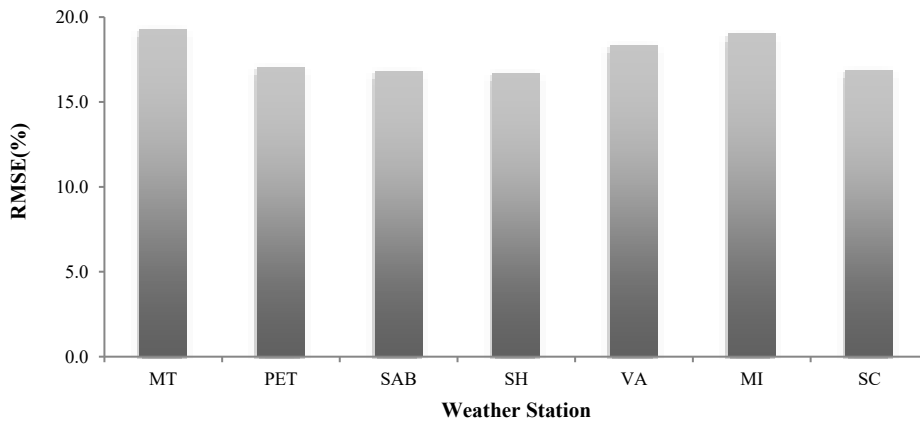 20.0
15.0
10.0
5.0
0.0
RMSE(%)
MT PET SAB SH VA MI SC
Weather Station